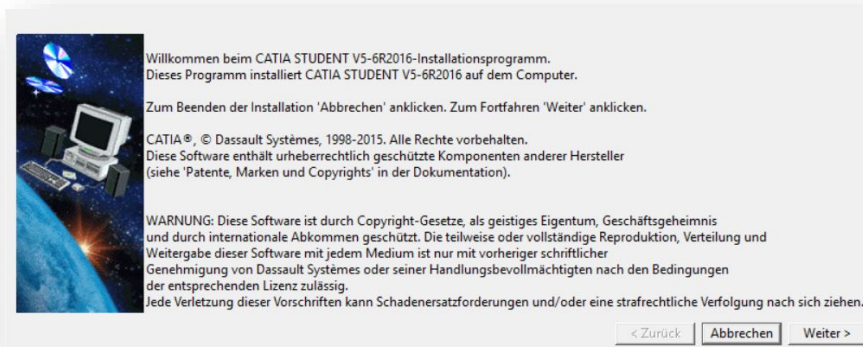 Willkommen beim CATIA STUDENT V5-6R2016-Installationsprogramm.
Dieses Programm installiert CATIA STUDENT V5-6R2016 auf dem Computer.
Zum Beenden der Installation 'Abbrechen' anklicken. Zum Fortfahren 'Weiter' anklicken.
CATIA®, © Dassault Systèmes, 1998-2015. Alle Rechte vorbehalten.
Diese Software enthält urheberrechtlich geschützte Komponenten anderer Hersteller
(siehe 'Patente, Marken und Copyrights' in der Dokumentation).
WARNUNG: Diese Software ist durch Copyright-Gesetze, als geistiges Eigentum, Geschäftsgeheimnis
und durch internationale Abkommen geschützt. Die teilweise oder vollständige Reproduktion, Verteilung und
Weitergabe dieser Software mit jedem Medium ist nur mit vorheriger schriftlicher
Genehmigung von Dassault Systèmes oder seiner Handlungsbevollmächtigten nach den Bedingungen
der entsprechenden Lizenz zulässig.
Jede Verletzung dieser Vorschriften kann Schadenersatzforderungen und/oder eine strafrechtliche Verfolgung nach sich ziehen.
< Zurück Abbrechen Weiter >